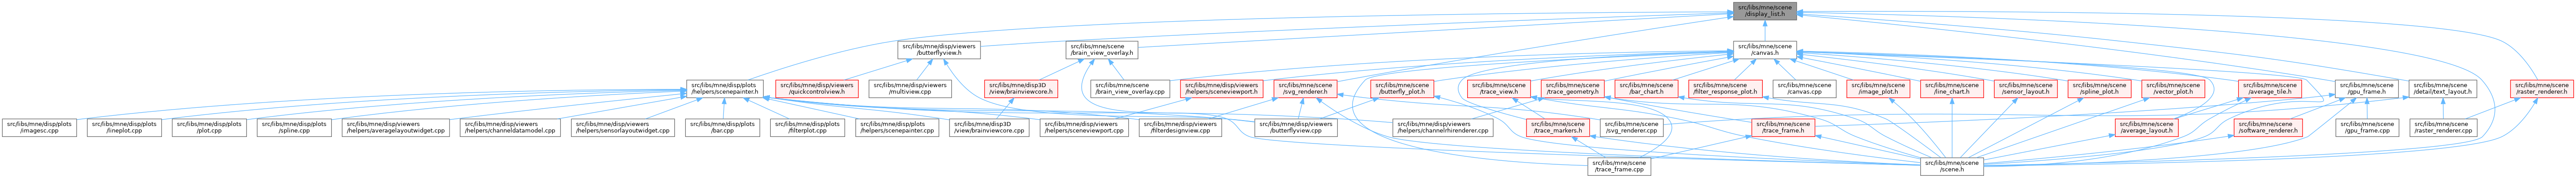 src/libs/mne/scene
/display_list.h
src/libs/mne/disp/viewers
/butterflyview.h
src/libs/mne/scene
/brain_view_overlay.h
src/libs/mne/scene
/canvas.h
src/libs/mne/disp/plots
/helpers/scenepainter.h
src/libs/mne/disp/viewers
/quickcontrolview.h
src/libs/mne/disp/viewers
/multiview.cpp
src/libs/mne/disp3D
/view/brainviewcore.h
src/libs/mne/scene
/brain_view_overlay.cpp
src/libs/mne/disp/viewers
/helpers/sceneviewport.h
src/libs/mne/scene
/svg_renderer.h
src/libs/mne/scene
/butterfly_plot.h
src/libs/mne/scene
/trace_view.h
src/libs/mne/scene
/trace_geometry.h
src/libs/mne/scene
/bar_chart.h
src/libs/mne/scene
/filter_response_plot.h
src/libs/mne/scene
/canvas.cpp
src/libs/mne/scene
/image_plot.h
src/libs/mne/scene
/line_chart.h
src/libs/mne/scene
/sensor_layout.h
src/libs/mne/scene
/spline_plot.h
src/libs/mne/scene
/vector_plot.h
src/libs/mne/scene
/average_tile.h
src/libs/mne/scene
/gpu_frame.h
src/libs/mne/scene
/detail/text_layout.h
src/libs/mne/scene
/raster_renderer.h
src/libs/mne/disp/plots
/imagesc.cpp
src/libs/mne/disp/plots
/lineplot.cpp
src/libs/mne/disp/plots
/plot.cpp
src/libs/mne/disp/plots
/spline.cpp
src/libs/mne/disp/viewers
/helpers/averagelayoutwidget.cpp
src/libs/mne/disp/viewers
/helpers/channeldatamodel.cpp
src/libs/mne/disp/viewers
/helpers/sensorlayoutwidget.cpp
src/libs/mne/disp/plots
/bar.cpp
src/libs/mne/disp/plots
/filterplot.cpp
src/libs/mne/disp/plots
/helpers/scenepainter.cpp
src/libs/mne/disp3D
/view/brainviewcore.cpp
src/libs/mne/disp/viewers
/helpers/sceneviewport.cpp
src/libs/mne/disp/viewers
/filterdesignview.cpp
src/libs/mne/disp/viewers
/butterflyview.cpp
src/libs/mne/disp/viewers
/helpers/channelrhirenderer.cpp
src/libs/mne/scene
/trace_markers.h
src/libs/mne/scene
/svg_renderer.cpp
src/libs/mne/scene
/trace_frame.h
src/libs/mne/scene
/average_layout.h
src/libs/mne/scene
/software_renderer.h
src/libs/mne/scene
/gpu_frame.cpp
src/libs/mne/scene
/raster_renderer.cpp
src/libs/mne/scene
/trace_frame.cpp
src/libs/mne/scene
/scene.h